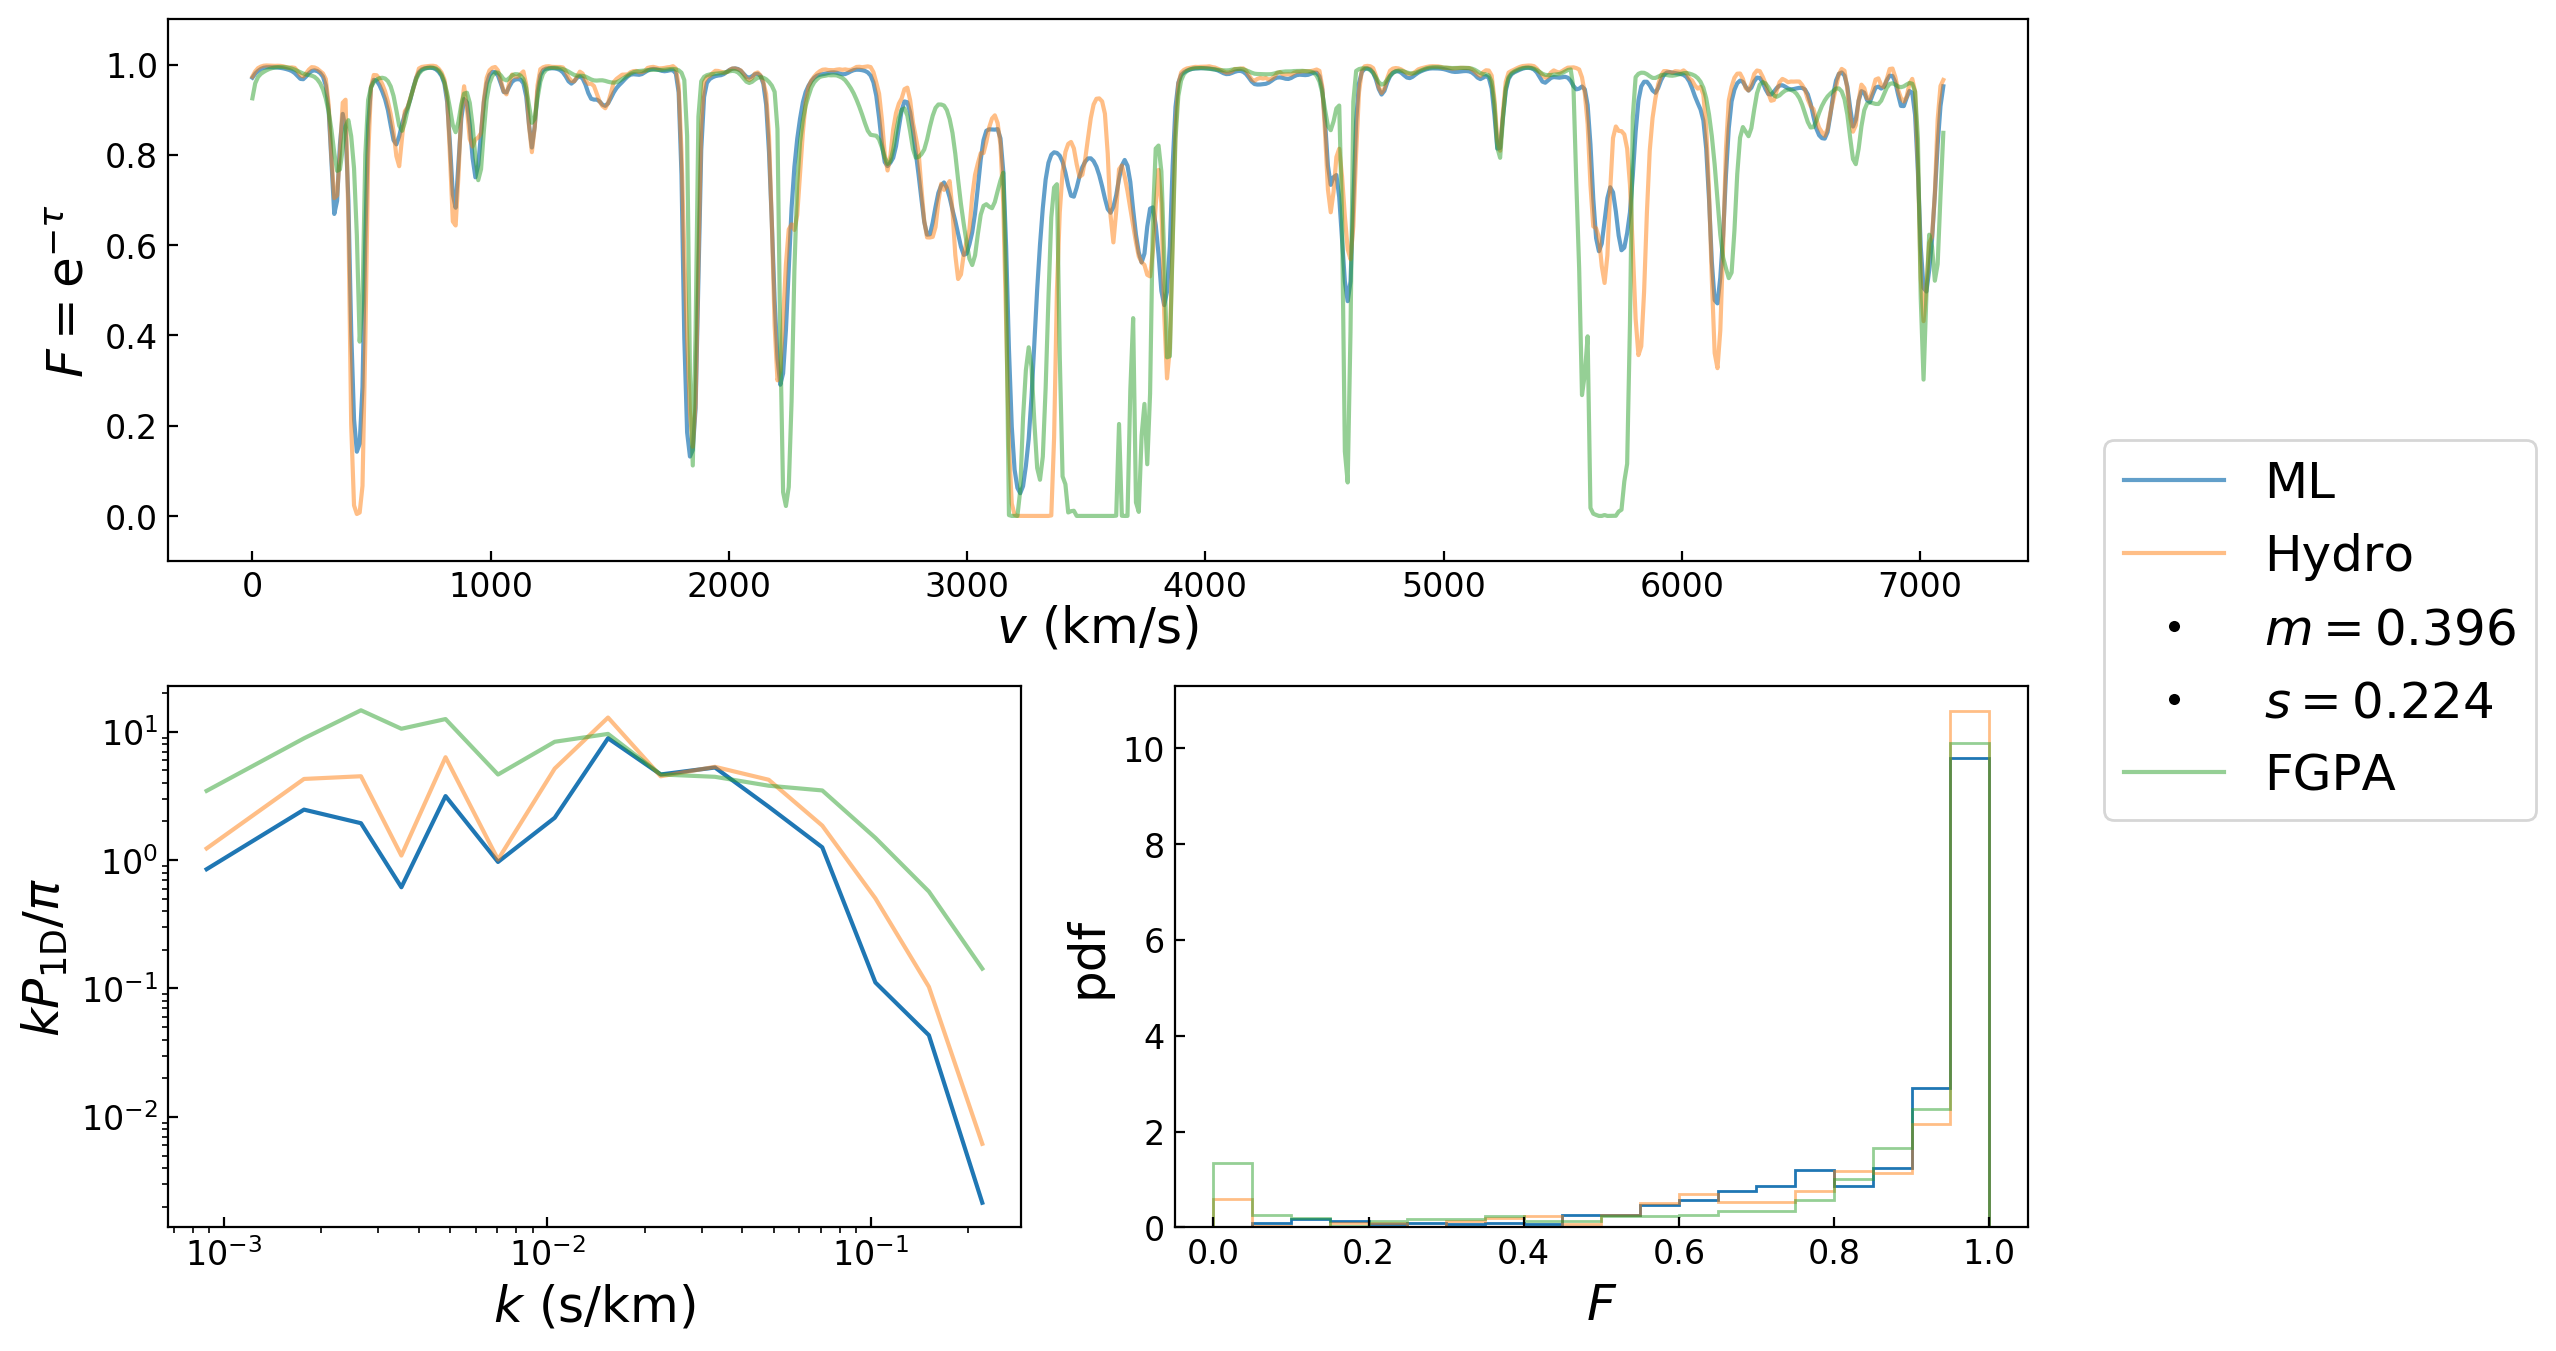 F = e^{−τ}
1.0
0.8
0.6
0.4
0.2
0.0
0 1000 2000 3000 4000 5000 6000 7000
v (km/s)
ML
Hydro
m = 0.396
s = 0.224
FGPA
kP_{1D}/π
10^1
10^0
10^{−1}
10^{−2}
10^{−3} 10^{−2} 10^{−1}
k (s/km)
pdf
10
8
6
4
2
0
0.0 0.2 0.4 0.6 0.8 1.0
F